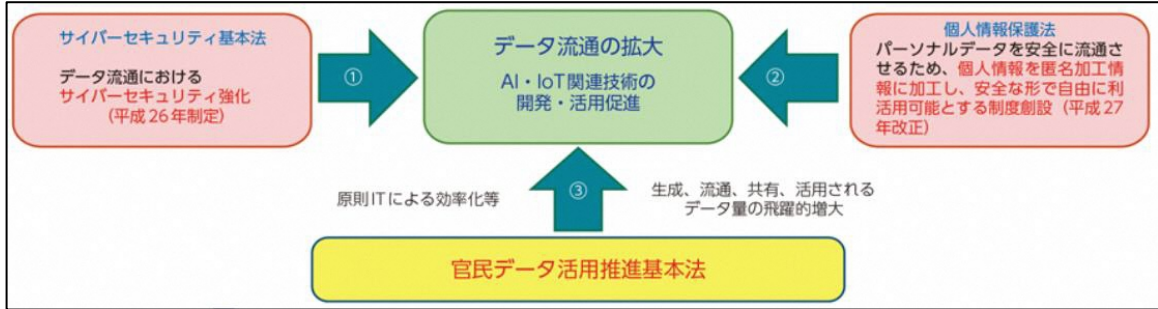 サイバーセキュリティ基本法
データ流通における
サイバーセキュリティ強化
(平成26年制定)
①
データ流通の拡大
AI・IoT関連技術の
開発・活用促進
②
個人情報保護法
パーソナルデータを安全に流通さ
せるため、個人情報を匿名加工情
報に加工し、安全な形で自由に利
活用可能とする制度創設(平成27
年改正)
原則ITによる効率化等
③
生成、流通、共有、活用される
データ量の飛躍的増大
官民データ活用推進基本法